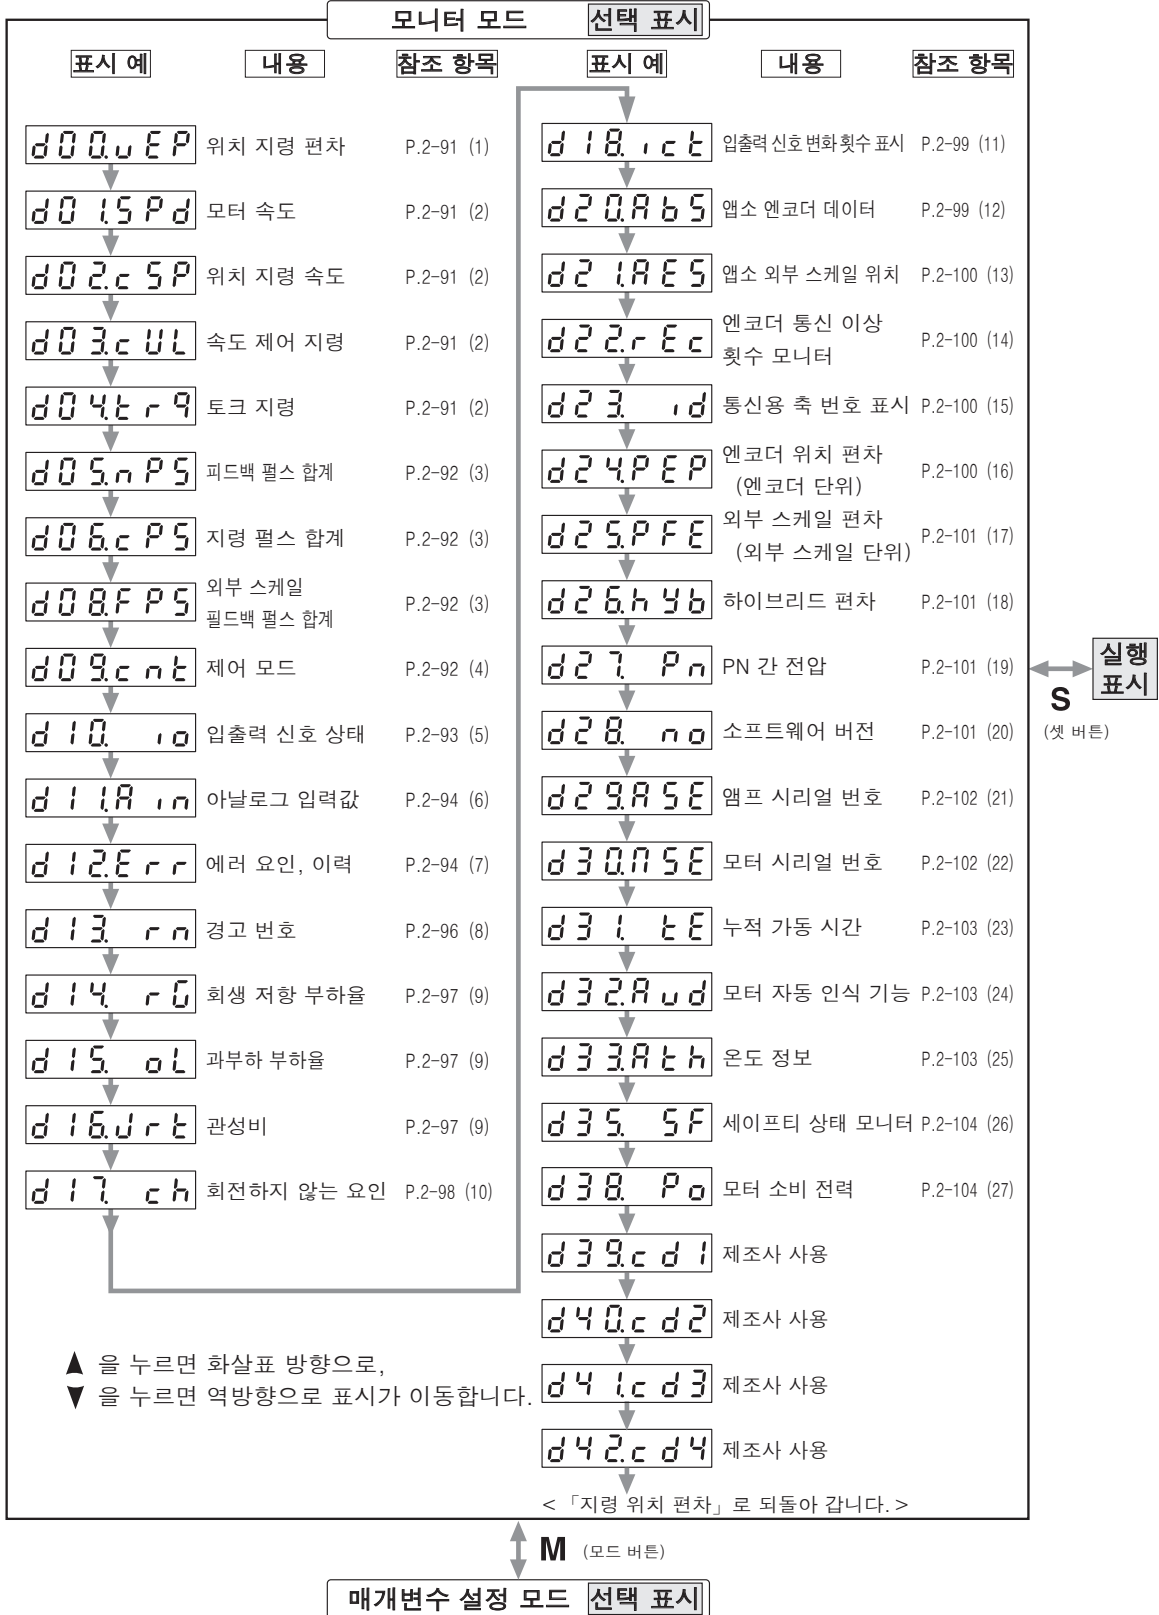 모니터 모드 선택 표시
표시 예 내용 참조 항목
d00.uEP 위치 지령 편차 P.2-91 (1)
d01.SPd 모터 속도 P.2-91 (2)
d02.cSP 위치 지령 속도 P.2-91 (2)
d03.cUL 속도 제어 지령 P.2-91 (2)
d04.trq 토크 지령 P.2-91 (2)
d05.nPS 피드백 펄스 합계 P.2-92 (3)
d06.cPS 지령 펄스 합계 P.2-92 (3)
d08.FPS 외부 스케일
필드백 펄스 합계 P.2-92 (3)
d09.cnt 제어 모드 P.2-92 (4)
d10. io 입출력 신호 상태 P.2-93 (5)
d11.Ain 아날로그 입력값 P.2-94 (6)
d12.Err 에러 요인, 이력 P.2-94 (7)
d13. rn 경고 번호 P.2-96 (8)
d14. rG 회생 저항 부하율 P.2-97 (9)
d15. oL 과부하 부하율 P.2-97 (9)
d16.Jrt 관성비 P.2-97 (9)
d17. ch 회전하지 않는 요인 P.2-98 (10)
▲ 을 누르면 화살표 방향으로,
▼ 을 누르면 역방향으로 표시가 이동합니다.
표시 예 내용 참조 항목
d18.ict 입출력 신호 변화 횟수 표시 P.2-99 (11)
d20.AbS 앱소 엔코더 데이터 P.2-99 (12)
d21.AES 앱소 외부 스케일 위치 P.2-100 (13)
d22.rEc 엔코더 통신 이상
횟수 모니터 P.2-100 (14)
d23. id 통신용 축 번호 표시 P.2-100 (15)
d24.PEP 엔코더 위치 편차
(엔코더 단위) P.2-100 (16)
d25.PFE 외부 스케일 편차
(외부 스케일 단위) P.2-101 (17)
d26.hyb 하이브리드 편차 P.2-101 (18)
d27. Pn PN 간 전압 P.2-101 (19)
d28. no 소프트웨어 버전 P.2-101 (20)
d29.ASE 앰프 시리얼 번호 P.2-102 (21)
d30.MSE 모터 시리얼 번호 P.2-102 (22)
d31. tE 누적 가동 시간 P.2-103 (23)
d32.Aud 모터 자동 인식 기능 P.2-103 (24)
d33.Ath 온도 정보 P.2-103 (25)
d35. SF 세이프티 상태 모니터 P.2-104 (26)
d38. Po 모터 소비 전력 P.2-104 (27)
d39.cd1 제조사 사용
d40.cd2 제조사 사용
d41.cd3 제조사 사용
d42.cd4 제조사 사용
<「지령 위치 편차」로 되돌아 갑니다.>
실행
표시
S
(셋 버튼)
M (모드 버튼)
매개변수 설정 모드 선택 표시